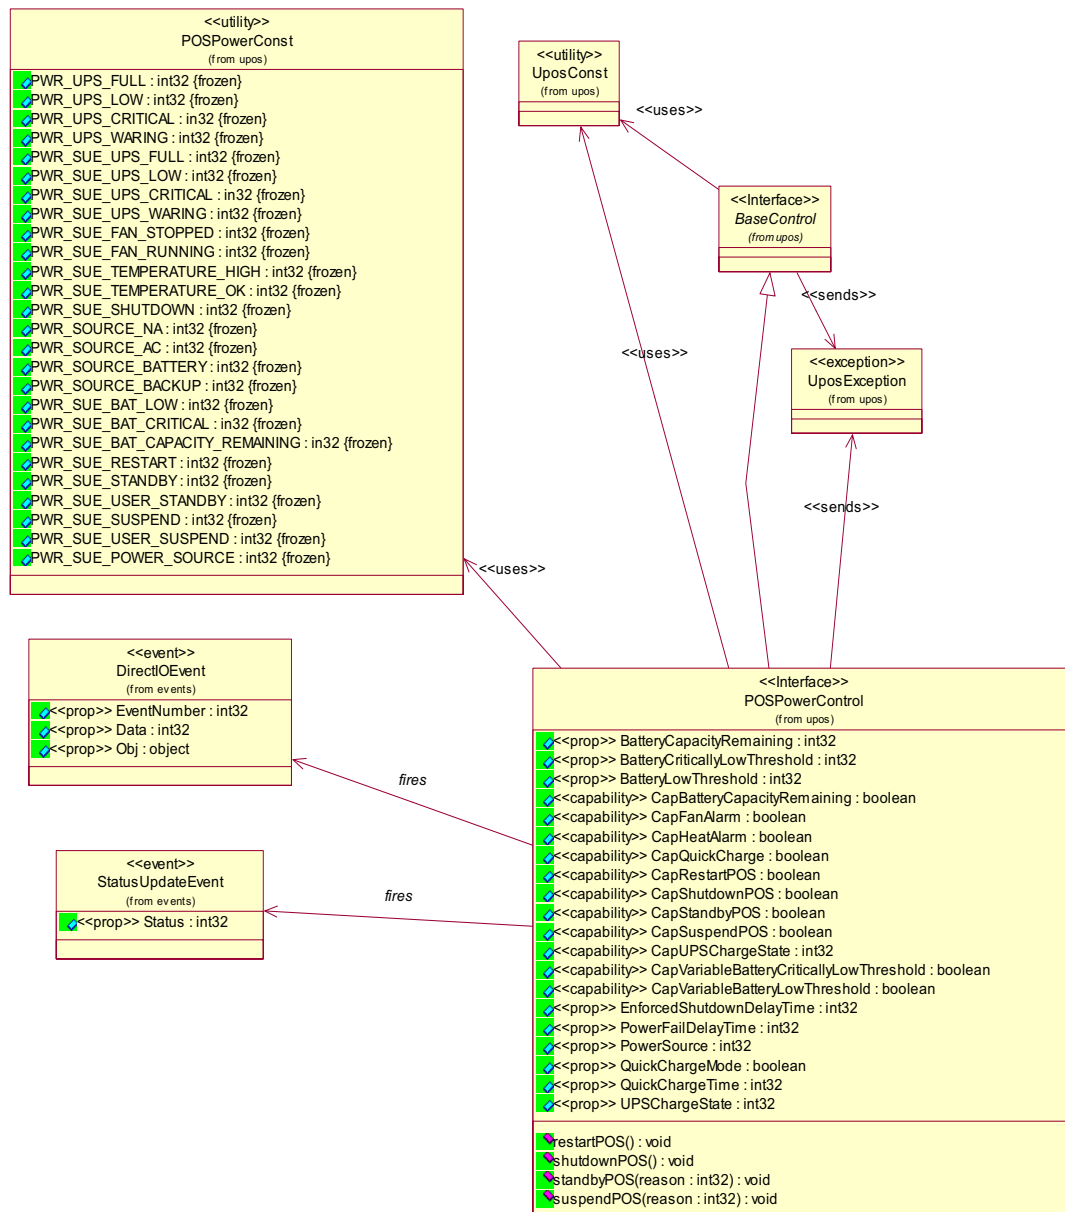 <<utility>>
POSPowerConst
(from upos)
PWR_UPS_FULL : int32 {frozen}
PWR_UPS_LOW : int32 {frozen}
PWR_UPS_CRITICAL : in32 {frozen}
PWR_UPS_WARING : int32 {frozen}
PWR_SUE_UPS_FULL : int32 {frozen}
PWR_SUE_UPS_LOW : int32 {frozen}
PWR_SUE_UPS_CRITICAL : in32 {frozen}
PWR_SUE_UPS_WARING : int32 {frozen}
PWR_SUE_FAN_STOPPED : int32 {frozen}
PWR_SUE_FAN_RUNNING : int32 {frozen}
PWR_SUE_TEMPERATURE_HIGH : int32 {frozen}
PWR_SUE_TEMPERATURE_OK : int32 {frozen}
PWR_SUE_SHUTDOWN : int32 {frozen}
PWR_SOURCE_NA : int32 {frozen}
PWR_SOURCE_AC : int32 {frozen}
PWR_SOURCE_BATTERY : int32 {frozen}
PWR_SOURCE_BACKUP : int32 {frozen}
PWR_SUE_BAT_LOW : int32 {frozen}
PWR_SUE_BAT_CRITICAL : int32 {frozen}
PWR_SUE_BAT_CAPACITY_REMAINING : in32 {frozen}
PWR_SUE_RESTART : int32 {frozen}
PWR_SUE_STANDBY : int32 {frozen}
PWR_SUE_USER_STANDBY : int32 {frozen}
PWR_SUE_SUSPEND : int32 {frozen}
PWR_SUE_USER_SUSPEND : int32 {frozen}
PWR_SUE_POWER_SOURCE : int32 {frozen}
<<utility>>
UposConst
(from upos)
<<uses>>
<<Interface>>
BaseControl
(from upos)
<<sends>>
<<uses>>
<<exception>>
UposException
(from upos)
<<sends>>
<<uses>>
<<event>>
DirectIOEvent
(from events)
<<prop>> EventNumber : int32
<<prop>> Data : int32
<<prop>> Obj : object
fires
<<event>>
StatusUpdateEvent
(from events)
<<prop>> Status : int32
fires
<<Interface>>
POSPowerControl
(from upos)
<<prop>> BatteryCapacityRemaining : int32
<<prop>> BatteryCriticallyLowThreshold : int32
<<prop>> BatteryLowThreshold : int32
<<capability>> CapBatteryCapacityRemaining : boolean
<<capability>> CapFanAlarm : boolean
<<capability>> CapHeatAlarm : boolean
<<capability>> CapQuickCharge : boolean
<<capability>> CapRestartPOS : boolean
<<capability>> CapShutdownPOS : boolean
<<capability>> CapStandbyPOS : boolean
<<capability>> CapSuspendPOS : boolean
<<capability>> CapUPSChargeState : int32
<<capability>> CapVariableBatteryCriticallyLowThreshold : boolean
<<capability>> CapVariableBatteryLowThreshold : boolean
<<prop>> EnforcedShutdownDelayTime : int32
<<prop>> PowerFailDelayTime : int32
<<prop>> PowerSource : int32
<<prop>> QuickChargeMode : boolean
<<prop>> QuickChargeTime : int32
<<prop>> UPSChargeState : int32
restartPOS() : void
shutdownPOS() : void
standbyPOS(reason : int32) : void
suspendPOS(reason : int32) : void